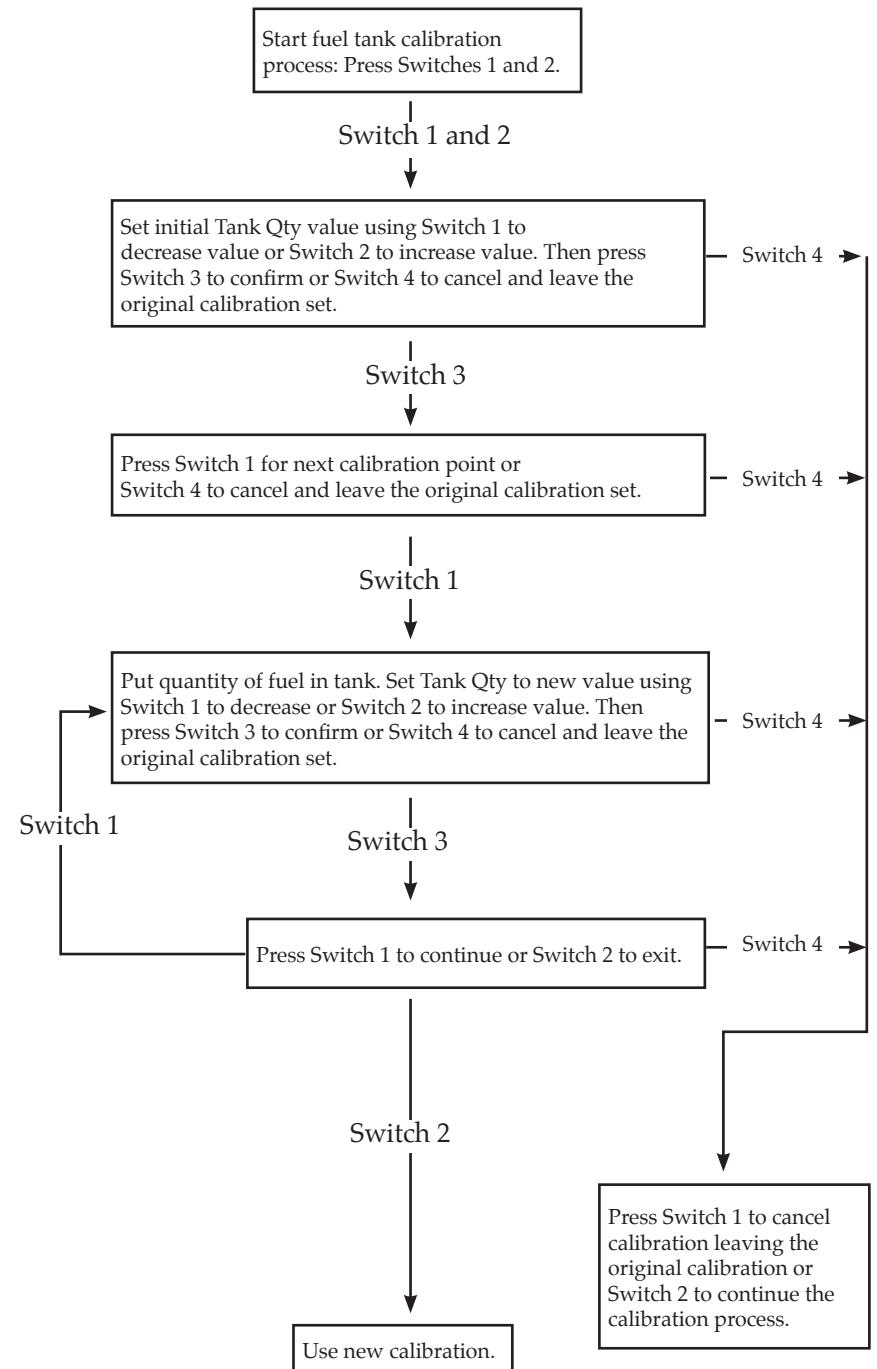 Start fuel tank calibration
process: Press Switches 1 and 2.
Switch 1 and 2
Set initial Tank Qty value using Switch 1 to
decrease value or Switch 2 to increase value. Then press
Switch 3 to confirm or Switch 4 to cancel and leave the
original calibration set.
Switch 4
Switch 3
Press Switch 1 for next calibration point or
Switch 4 to cancel and leave the original calibration set.
Switch 4
Switch 1
Put quantity of fuel in tank. Set Tank Qty to new value using
Switch 1 to decrease or Switch 2 to increase value. Then
press Switch 3 to confirm or Switch 4 to cancel and leave the
original calibration set.
Switch 4
Switch 1
Switch 3
Press Switch 1 to continue or Switch 2 to exit.
Switch 4
Switch 2
Press Switch 1 to cancel
calibration leaving the
original calibration or
Switch 2 to continue the
calibration process.
Use new calibration.